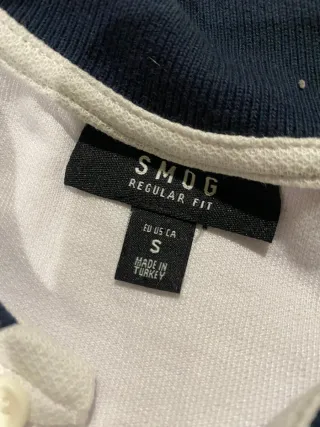 SMOG
REGULAR FIT
EU US CA
S
MADE IN
TURKEY